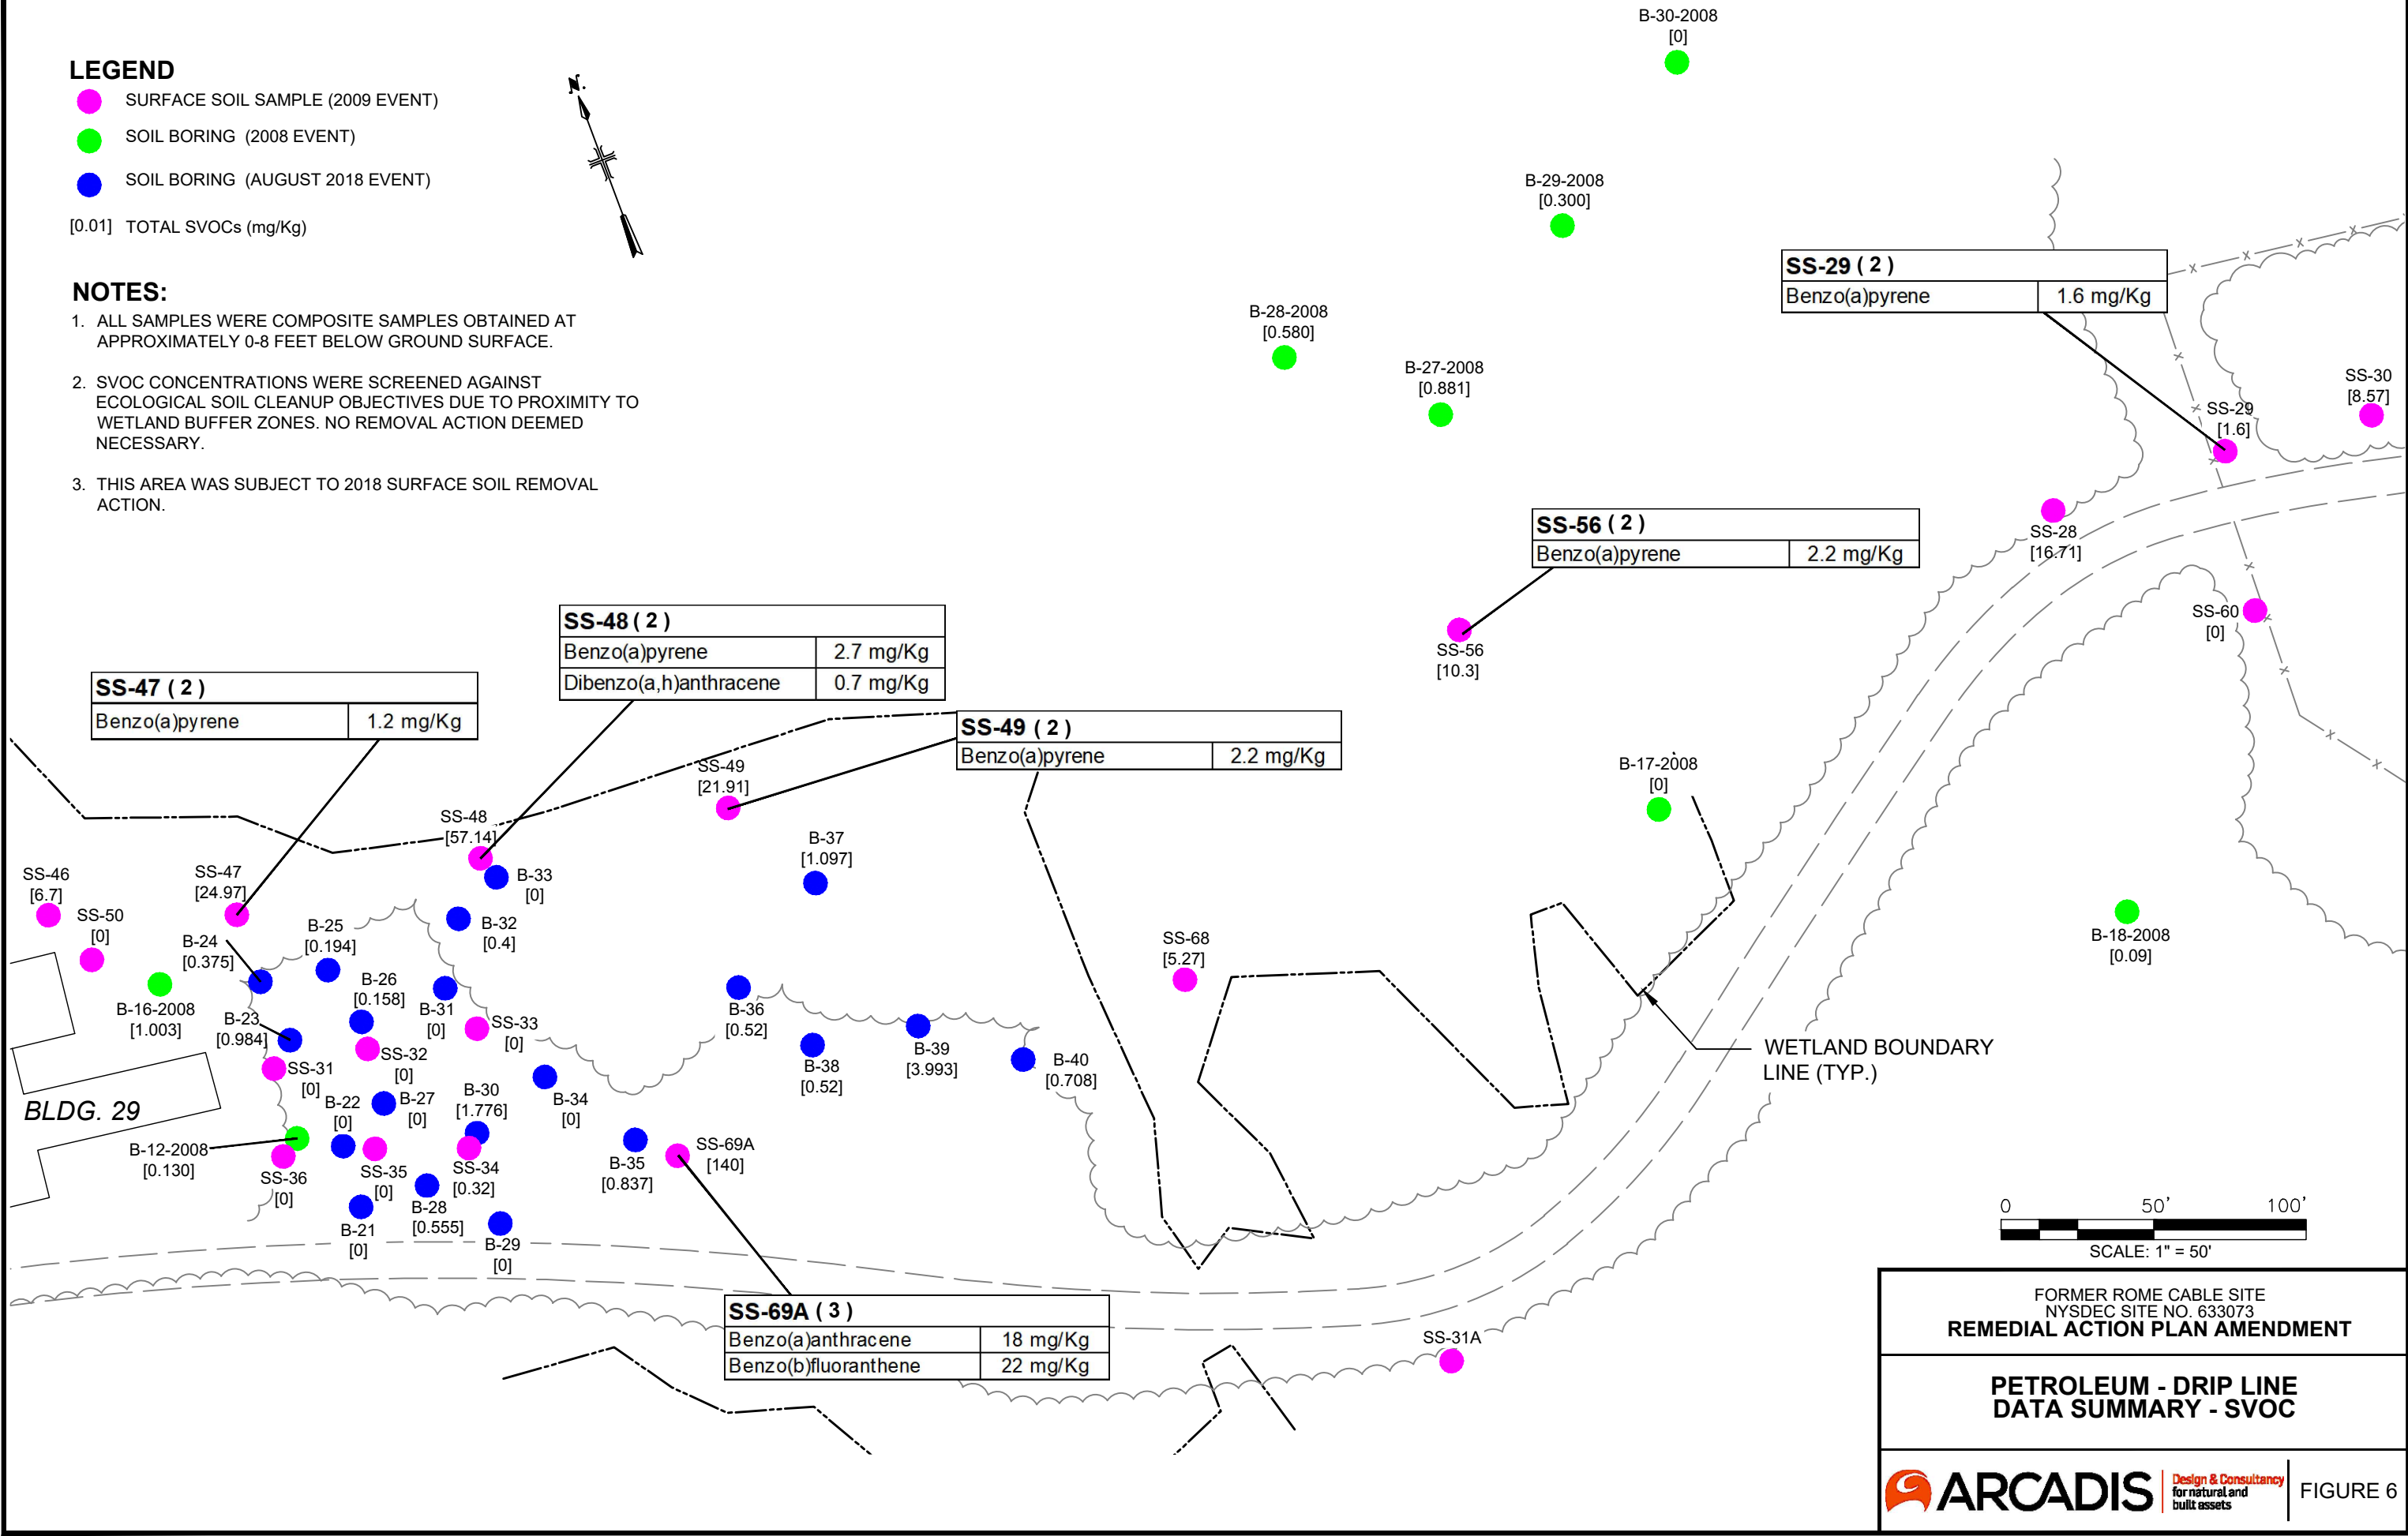 LEGEND
SURFACE SOIL SAMPLE (2009 EVENT)
SOIL BORING (2008 EVENT)
SOIL BORING (AUGUST 2018 EVENT)
[0.01] TOTAL SVOCs (mg/Kg)
N.
NOTES:
1. ALL SAMPLES WERE COMPOSITE SAMPLES OBTAINED AT
APPROXIMATELY 0-8 FEET BELOW GROUND SURFACE.
2. SVOC CONCENTRATIONS WERE SCREENED AGAINST
ECOLOGICAL SOIL CLEANUP OBJECTIVES DUE TO PROXIMITY TO
WETLAND BUFFER ZONES. NO REMOVAL ACTION DEEMED
NECESSARY.
3. THIS AREA WAS SUBJECT TO 2018 SURFACE SOIL REMOVAL
ACTION.
B-30-2008
[0]
B-29-2008
[0.300]
B-28-2008
[0.580]
B-27-2008
[0.881]
SS-29 ( 2 )
Benzo(a)pyrene 1.6 mg/Kg
SS-30
[8.57]
SS-29
[1.6]
SS-28
[16.71]
SS-60
[0]
SS-56 ( 2 )
Benzo(a)pyrene 2.2 mg/Kg
SS-56
[10.3]
SS-48 ( 2 )
Benzo(a)pyrene 2.7 mg/Kg
Dibenzo(a,h)anthracene 0.7 mg/Kg
SS-47 ( 2 )
Benzo(a)pyrene 1.2 mg/Kg
SS-49 ( 2 )
Benzo(a)pyrene 2.2 mg/Kg
SS-49
[21.91]
B-17-2008
[0]
SS-48
[57.14]
B-37
[1.097]
SS-46
[6.7]
SS-47
[24.97]
B-33
[0]
SS-50
[0]
B-25
[0.194]
B-32
[0.4]
B-24
[0.375]
SS-68
[5.27]
B-18-2008
[0.09]
B-26
[0.158]
B-16-2008
[1.003]
B-31
[0]
B-36
[0.52]
B-23
[0.984]
SS-33
[0]
SS-32
[0]
B-38
[0.52]
B-39
[3.993]
B-40
[0.708]
WETLAND BOUNDARY
LINE (TYP.)
SS-31
[0]
B-22
[0]
B-27
[0]
B-30
[1.776]
B-34
[0]
BLDG. 29
B-12-2008
[0.130]
SS-36
[0]
SS-35
[0]
SS-34
[0.32]
B-35
[0.837]
SS-69A
[140]
B-21
[0]
B-28
[0.555]
B-29
[0]
0 50' 100'
SCALE: 1" = 50'
SS-69A ( 3 )
Benzo(a)anthracene 18 mg/Kg
Benzo(b)fluoranthene 22 mg/Kg
SS-31A
FORMER ROME CABLE SITE
NYSDEC SITE NO. 633073
REMEDIAL ACTION PLAN AMENDMENT
PETROLEUM - DRIP LINE
DATA SUMMARY - SVOC
ARCADIS
Design & Consultancy
for natural and
built assets
FIGURE 6